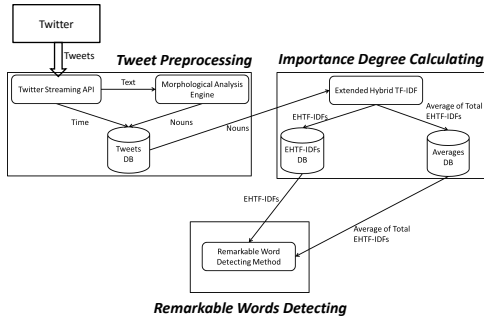 Twitter
Tweets
Tweet Preprocessing
Importance Degree Calculating
Twitter Streaming API
Text
Morphological Analysis
Engine
Extended Hybrid TF-IDF
Time
Nouns
Nouns
EHTF-IDFs
Average of Total
EHTF-IDFs
Tweets
DB
EHTF-IDFs
DB
Averages
DB
EHTF-IDFs
Average of Total
EHTF-IDFs
Remarkable Word
Detecting Method
Remarkable Words Detecting